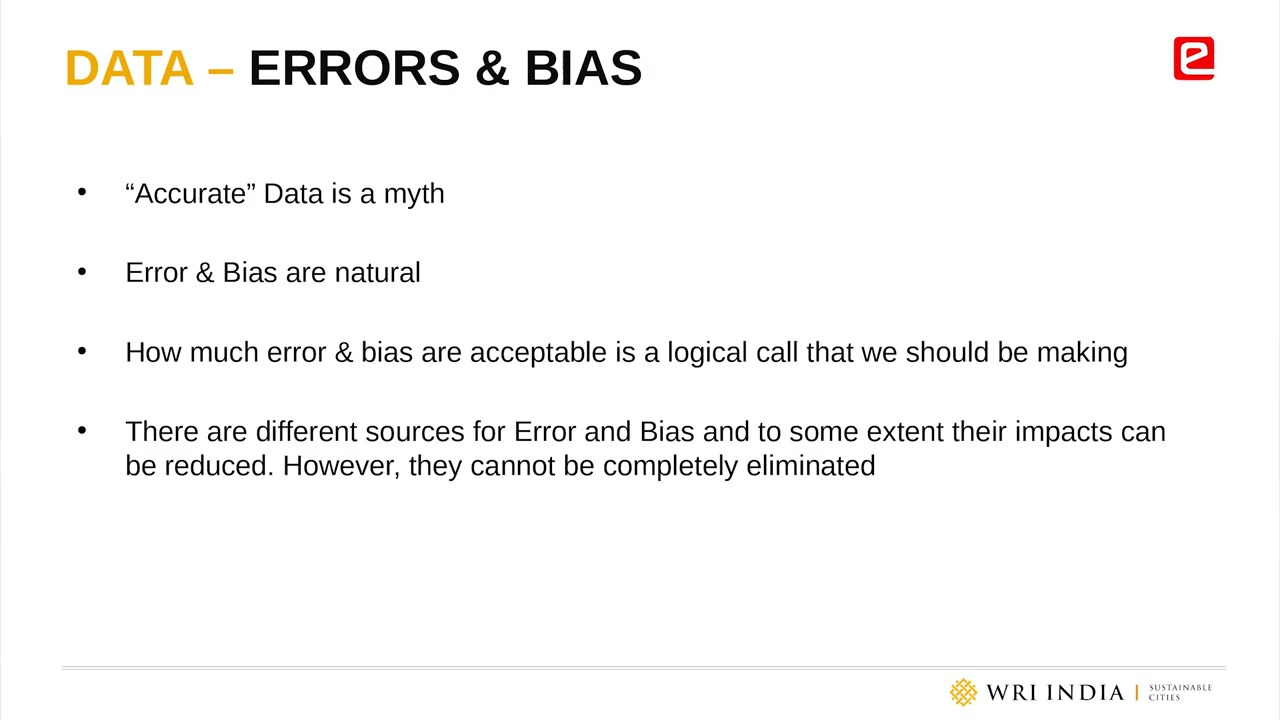 DATA – ERRORS & BIAS
• “Accurate” Data is a myth
• Error & Bias are natural
• How much error & bias are acceptable is a logical call that we should be making
• There are different sources for Error and Bias and to some extent their impacts can
be reduced. However, they cannot be completely eliminated
WRI INDIA | SUSTAINABLE
CITIES